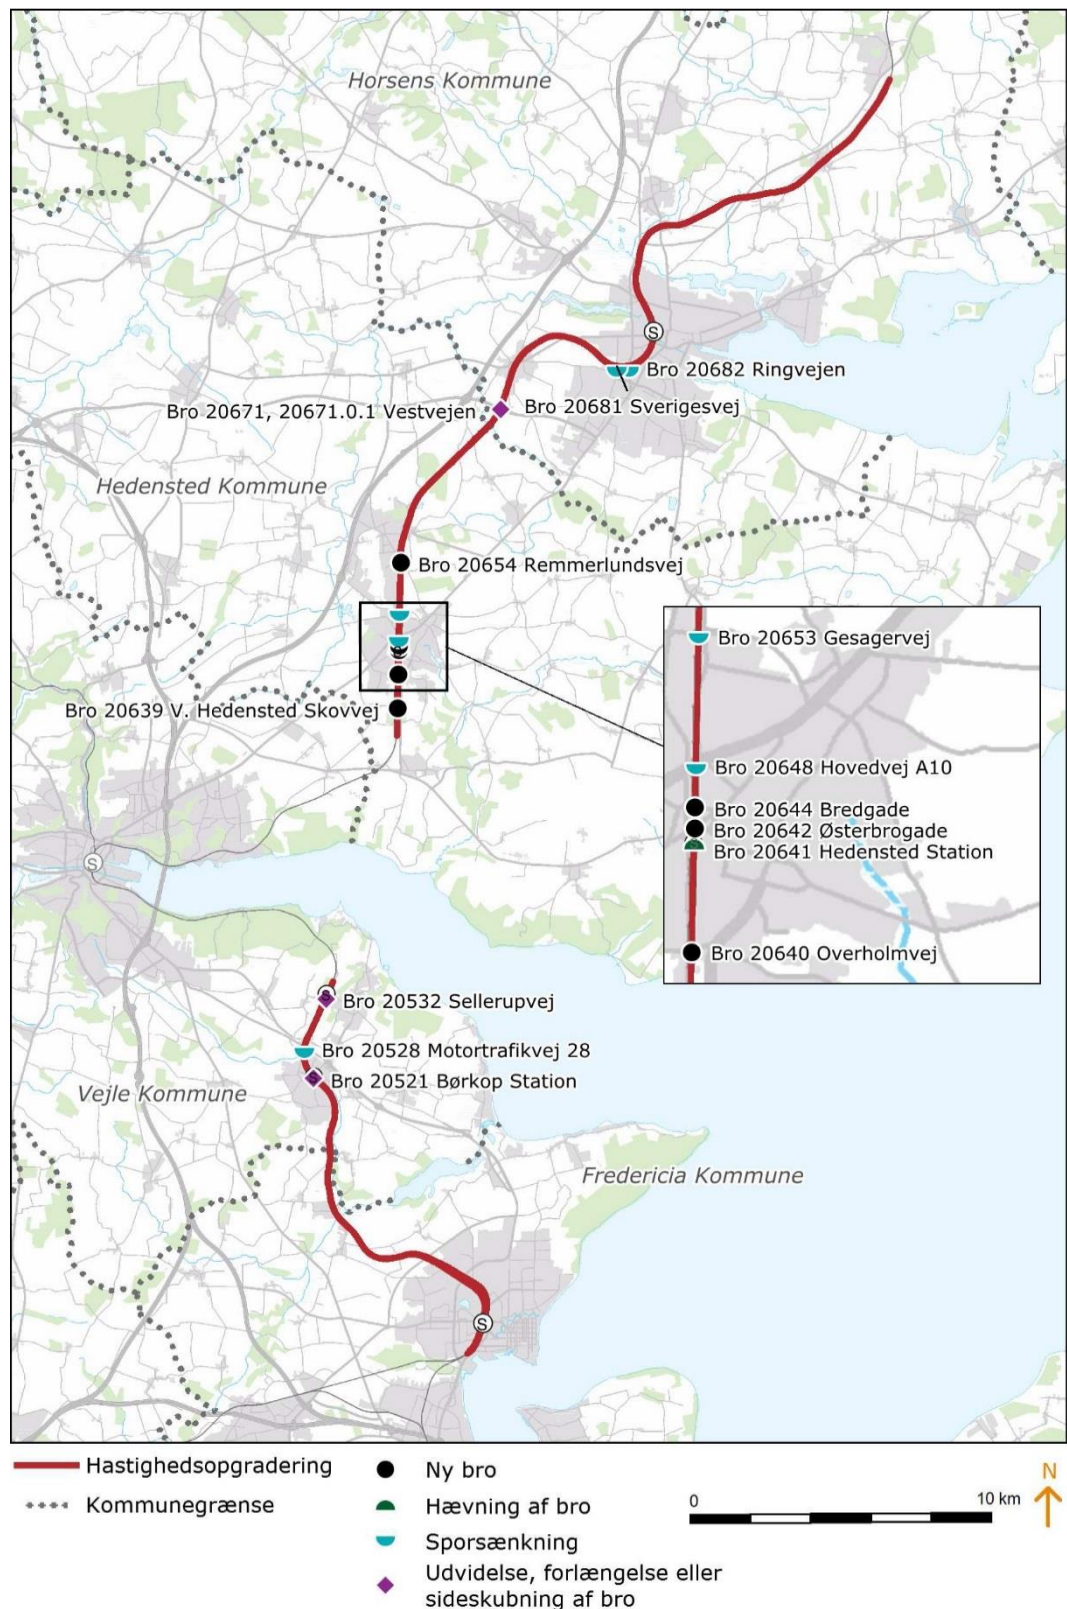 Horsens Kommune
S
Bro 20682 Ringvejen
Bro 20671, 20671.0.1 Vestvejen
Bro 20681 Sverigesvej
Hedensted Kommune
Bro 20654 Remmerlundsvej
Bro 20653 Gesagervej
Bro 20639 V. Hedensted Skovvej
Bro 20648 Hovedvej A10
Bro 20644 Bredgade
Bro 20642 Østerbrogade
Bro 20641 Hedensted Station
S
Bro 20640 Overholmvej
S
Bro 20532 Sellerupvej
Bro 20528 Motortrafikvej 28
S
Bro 20521 Børkop Station
Vejle Kommune
Fredericia Kommune
S
Hastighedsopgradering
Kommunegrænse
Ny bro
Hævning af bro
Sporsænkning
Udvidelse, forlængelse eller
sideskubning af bro
0
10 km
N